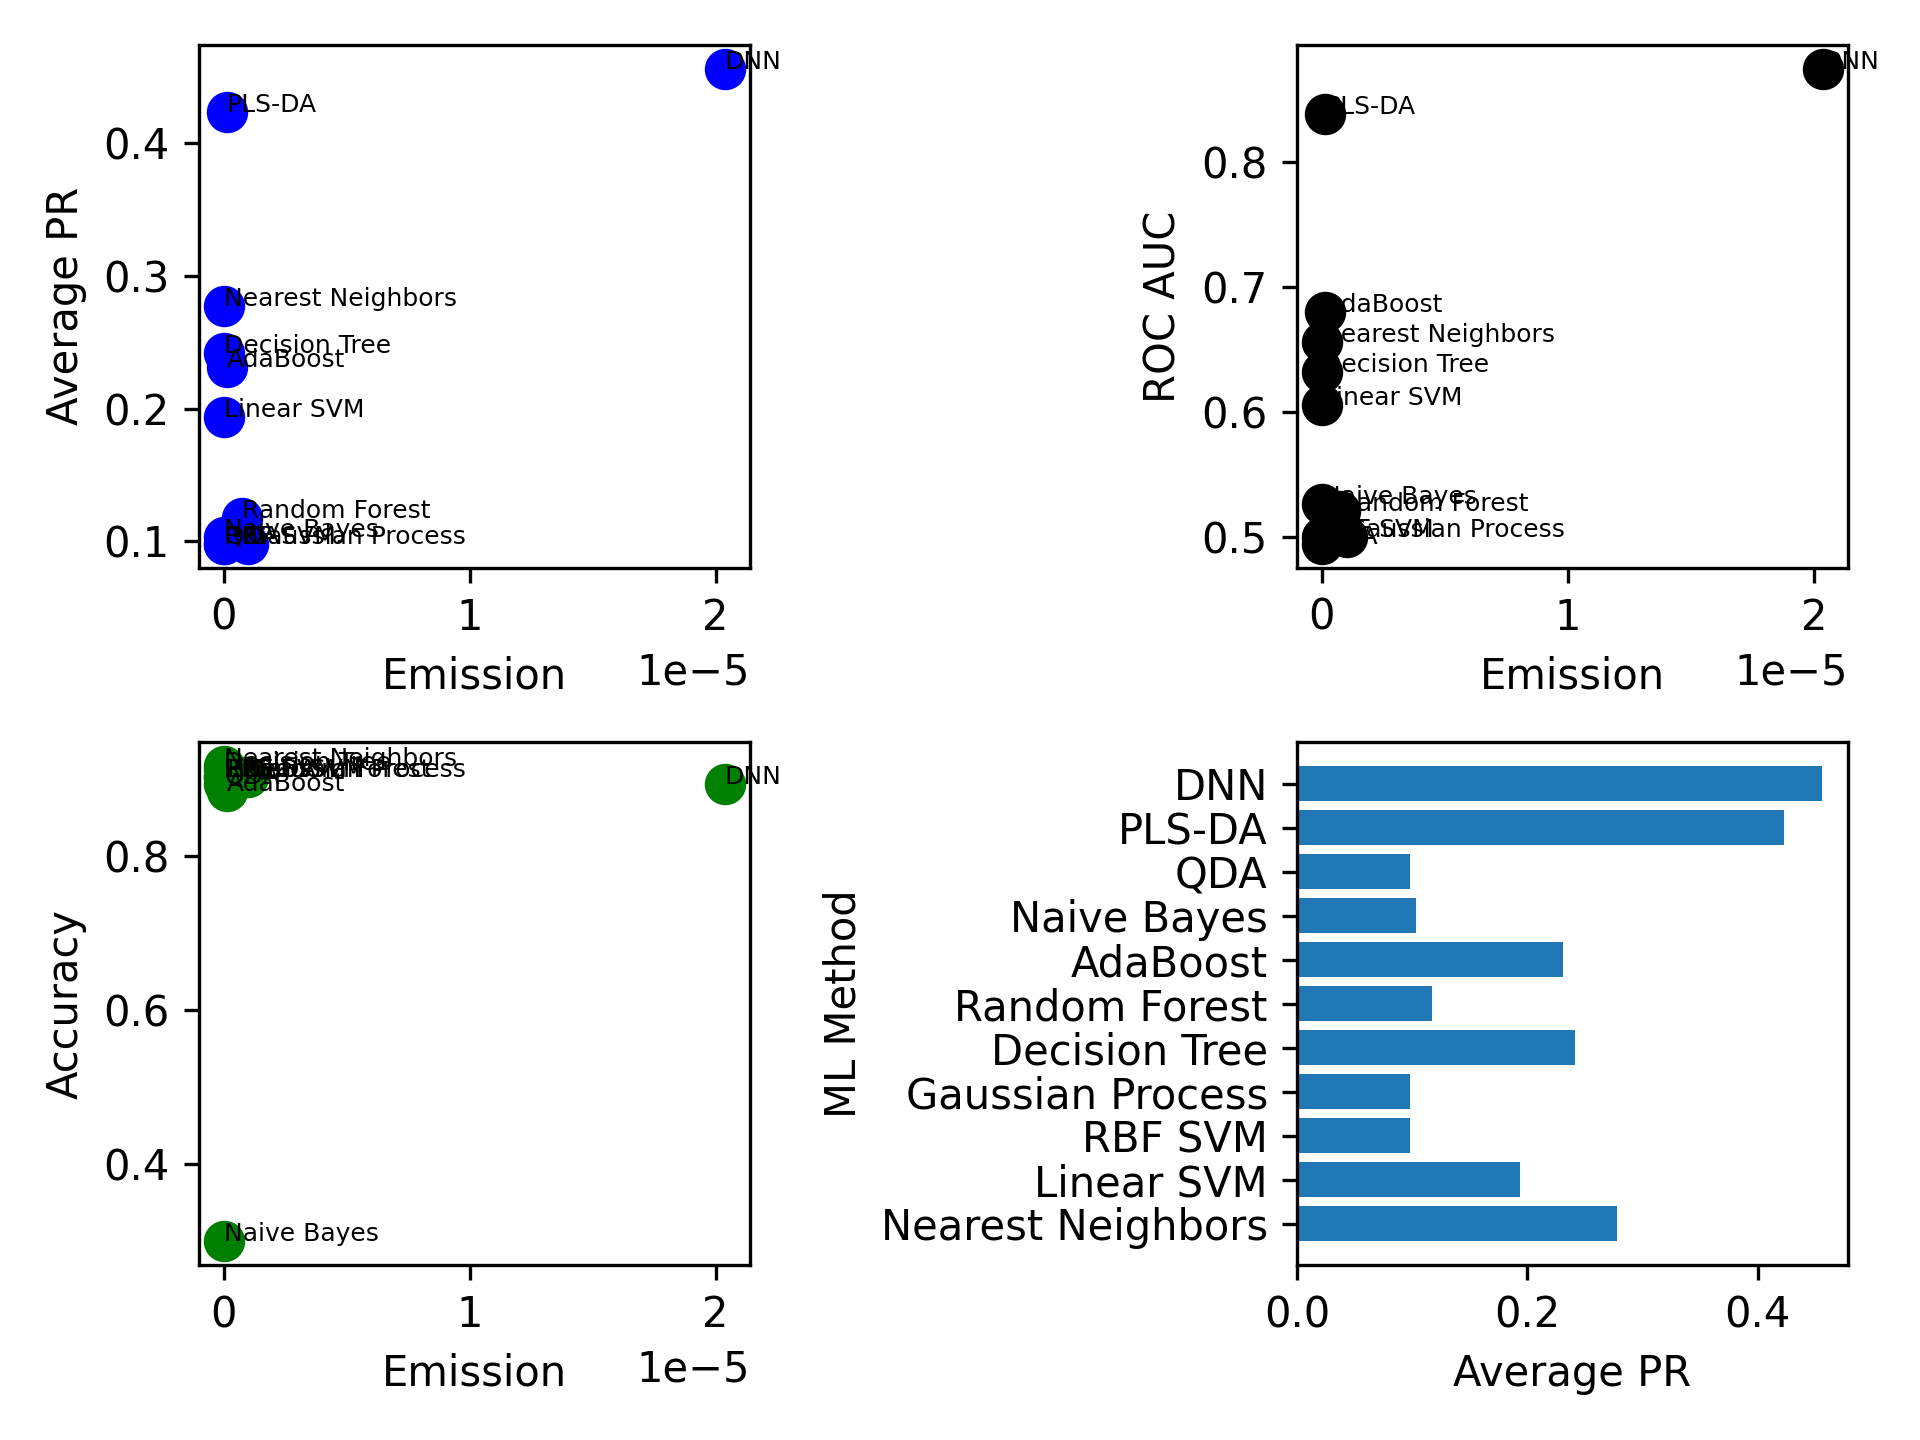 DNN
PLS-DA
0.4
0.3
0.2
0.1
Average PR
Nearest Neighbors
Decision Tree
AdaBoost
Linear SVM
Random Forest
Naive Bayes
Gaussian Process
0
1
2
Emission
1e−5
DNN
PLS-DA
0.8
0.7
0.6
0.5
ROC AUC
AdaBoost
Nearest Neighbors
Decision Tree
Linear SVM
Naive Bayes
Random Forest
Gaussian Process
0
1
2
Emission
1e−5
Nearest Neighbors
AdaBoost
DNN
0.8
0.6
0.4
Accuracy
Naive Bayes
0
1
2
Emission
1e−5
ML Method
DNN
PLS-DA
QDA
Naive Bayes
AdaBoost
Random Forest
Decision Tree
Gaussian Process
RBF SVM
Linear SVM
Nearest Neighbors
0.0
0.2
0.4
Average PR